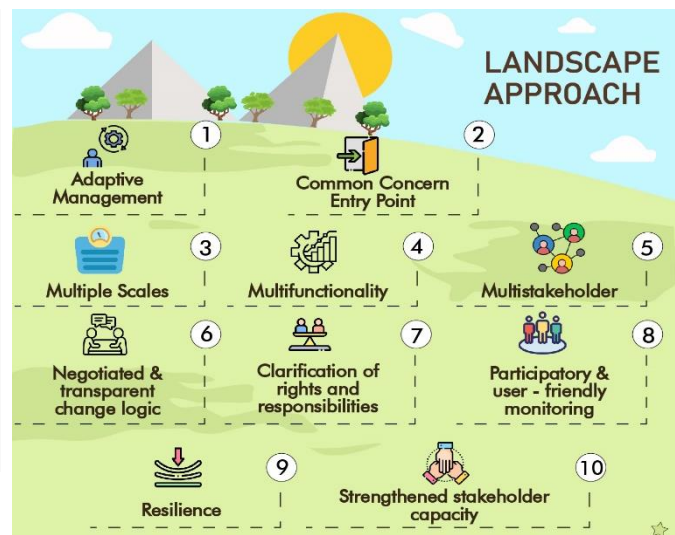 LANDSCAPE
APPROACH
1
Adaptive
Management
2
Common Concern
Entry Point
3
Multiple Scales
4
Multifunctionality
5
Multistakeholder
6
Negotiated &
transparent
change logic
7
Clarification of
rights and
responsibilities
8
Participatory &
user - friendly
monitoring
9
Resilience
10
Strengthened stakeholder
capacity